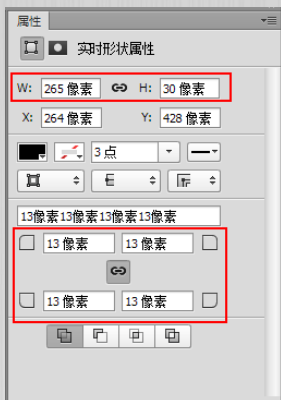 属性
实时形状属性
W: 265 像素 H: 30 像素
X: 264 像素 Y: 428 像素
3 点
13像素13像素13像素13像素
13 像素 13 像素
13 像素 13 像素